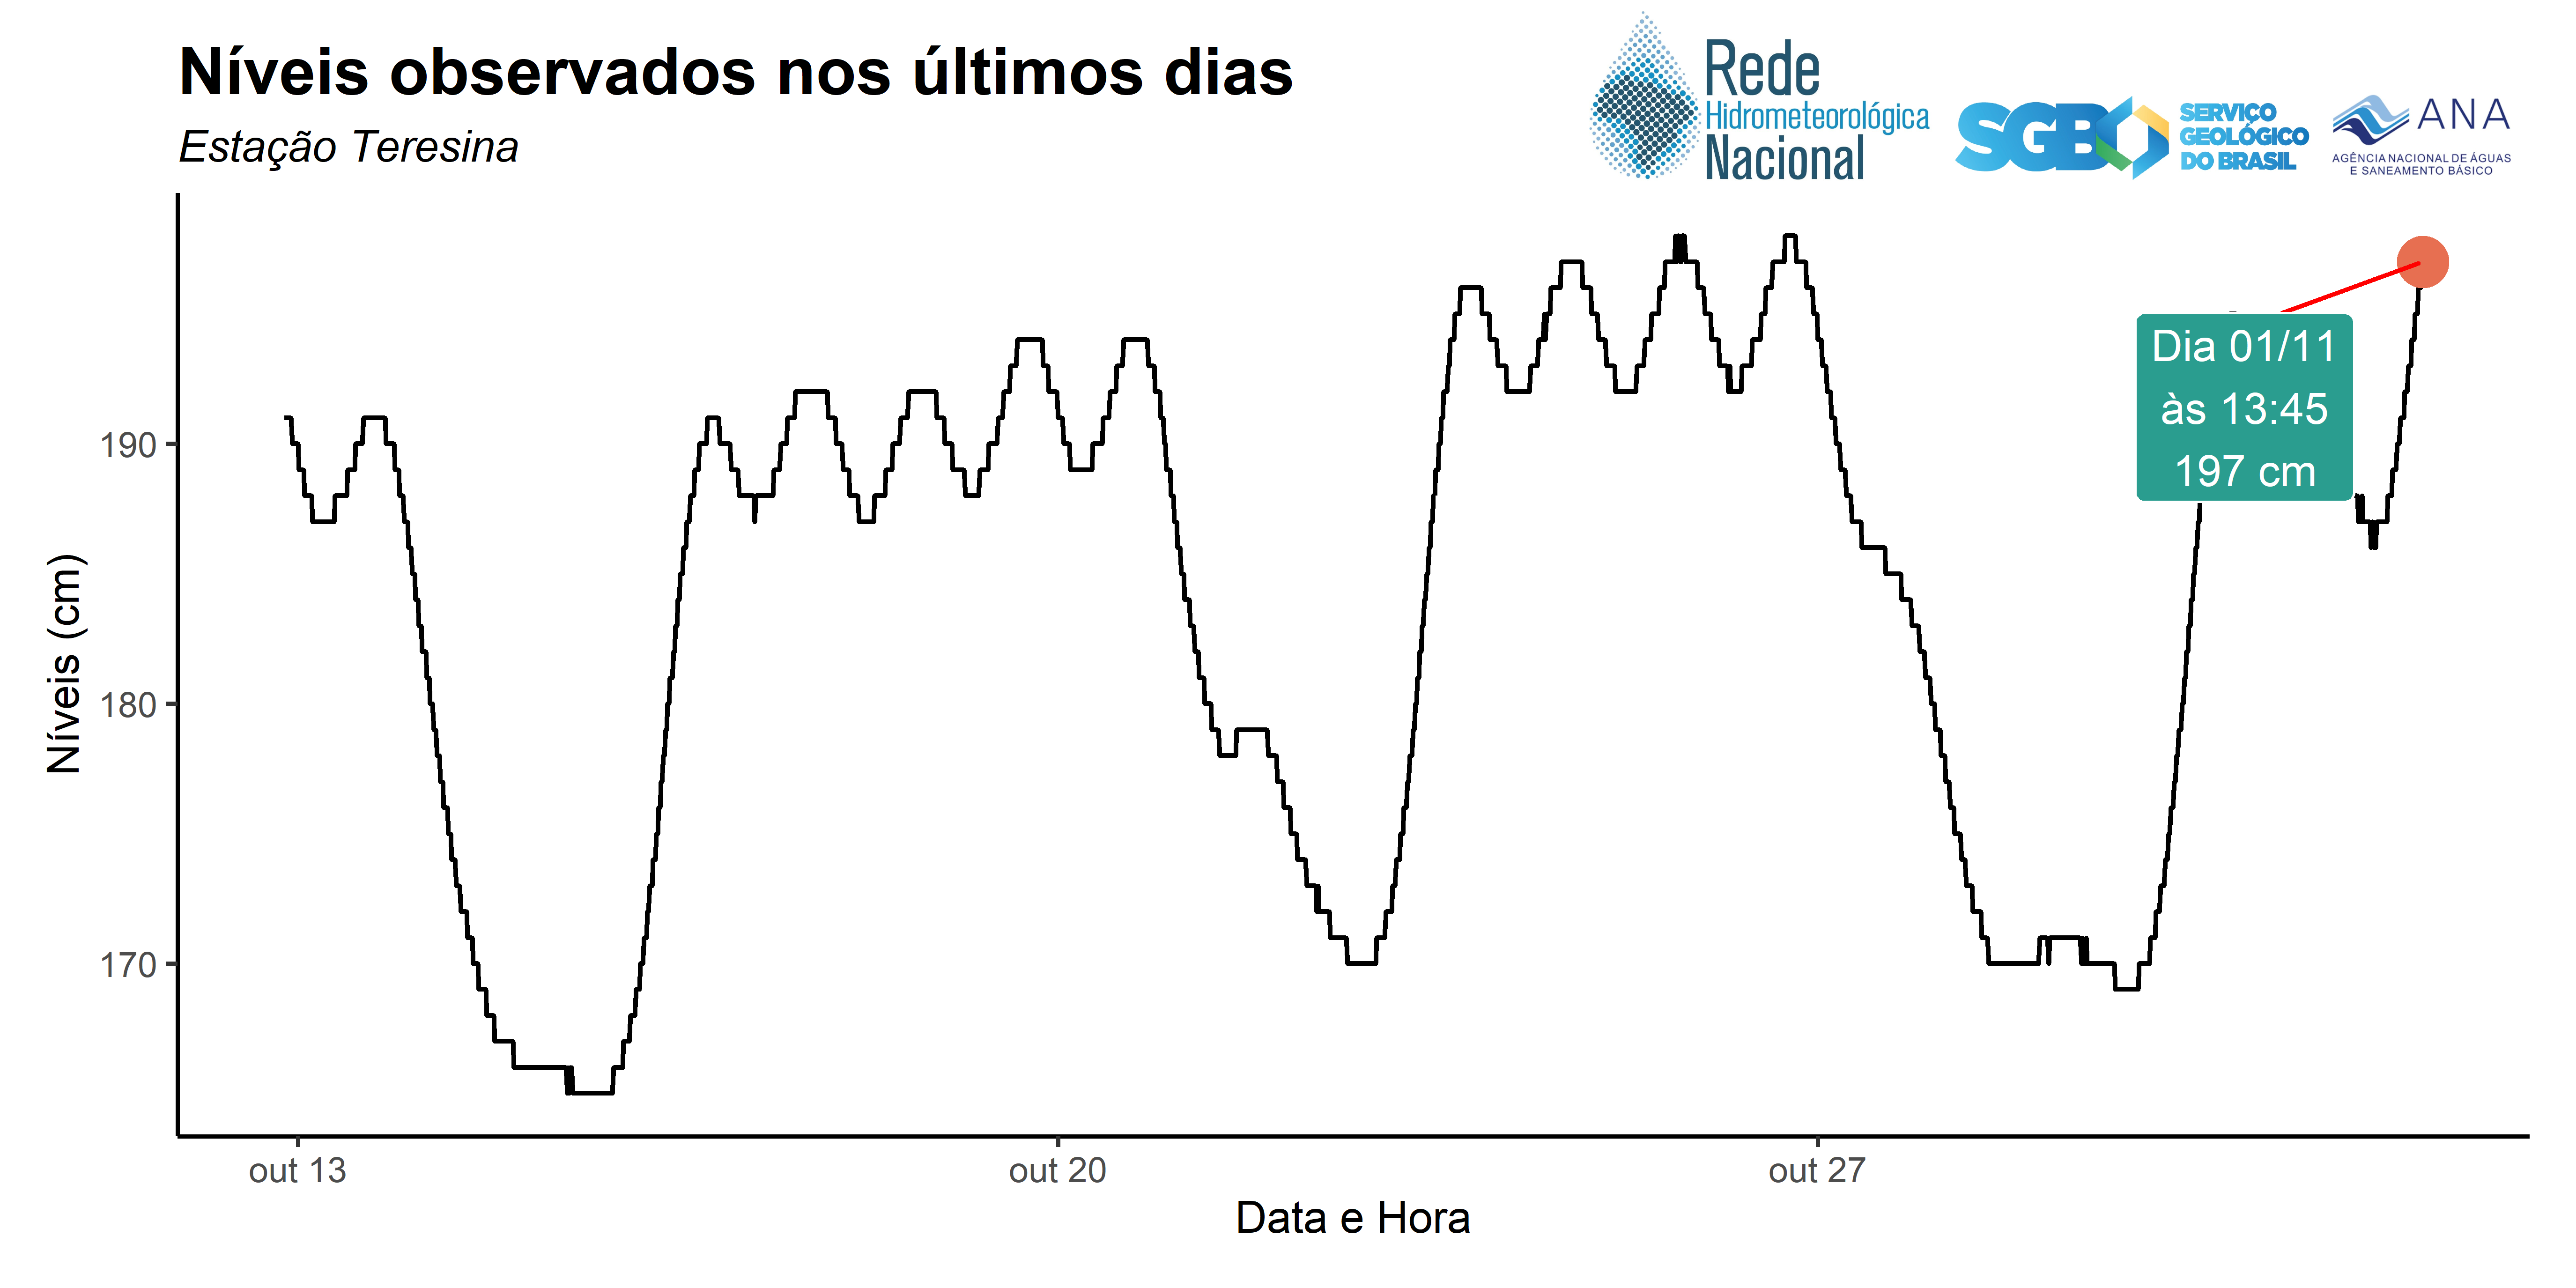 Níveis observados nos últimos dias
Estação Teresina
Rede
Hidrometeorológica
Nacional
SGB
SERVIÇO
GEOLÓGICO
DO BRASIL
ANA
AGÊNCIA NACIONAL DE ÁGUAS
E SANEAMENTO BÁSICO
Níveis (cm)
190
180
170
Dia 01/11
às 13:45
197 cm
out 13
out 20
out 27
Data e Hora